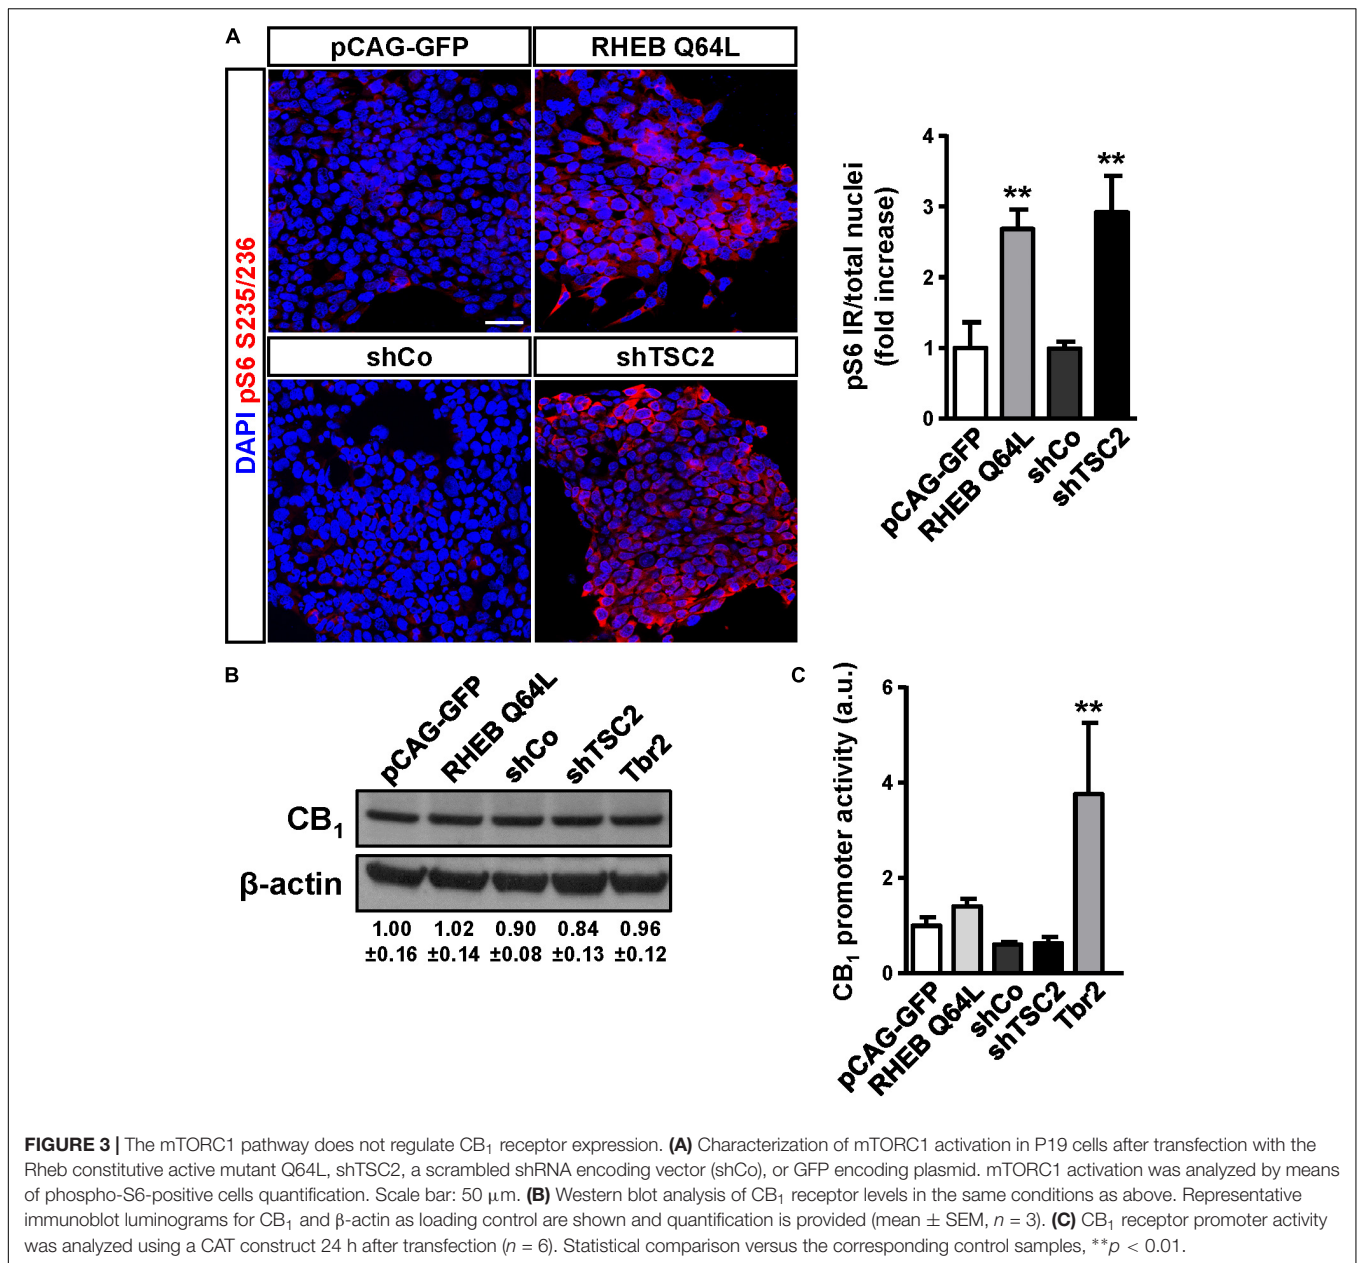 A
pCAG-GFP
RHEB Q64L
DAPI pS6 S235/236
shCo
shTSC2
pS6 IR/total nuclei
(fold increase)
4
3
2
1
0
**
**
pCAG-GFP
RHEB Q64L
shCo
shTSC2
B
pCAG-GFP
RHEB Q64L
shCo
shTSC2
Tbr2
CB₁
β-actin
1.00 1.02 0.90 0.84 0.96
±0.16 ±0.14 ±0.08 ±0.13 ±0.12
C
CB₁ promoter activity (a.u.)
6
4
2
0
**
pCAG-GFP
RHEB Q64L
shCo
shTSC2
Tbr2
FIGURE 3 | The mTORC1 pathway does not regulate CB₁ receptor expression. (A) Characterization of mTORC1 activation in P19 cells after transfection with the
Rheb constitutive active mutant Q64L, shTSC2, a scrambled shRNA encoding vector (shCo), or GFP encoding plasmid. mTORC1 activation was analyzed by means
of phospho-S6-positive cells quantification. Scale bar: 50 μm. (B) Western blot analysis of CB₁ receptor levels in the same conditions as above. Representative
immunoblot luminograms for CB₁ and β-actin as loading control are shown and quantification is provided (mean ± SEM, n = 3). (C) CB₁ receptor promoter activity
was analyzed using a CAT construct 24 h after transfection (n = 6). Statistical comparison versus the corresponding control samples, **p < 0.01.